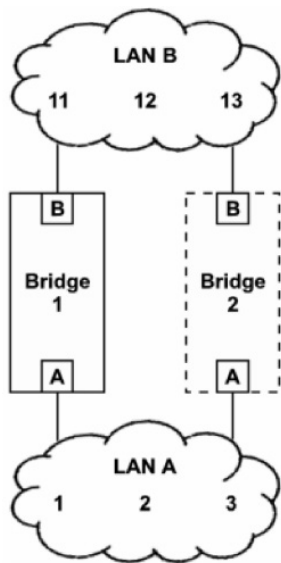 LAN B
11 12 13
B B
Bridge Bridge
1 2
A A
LAN A
1 2 3